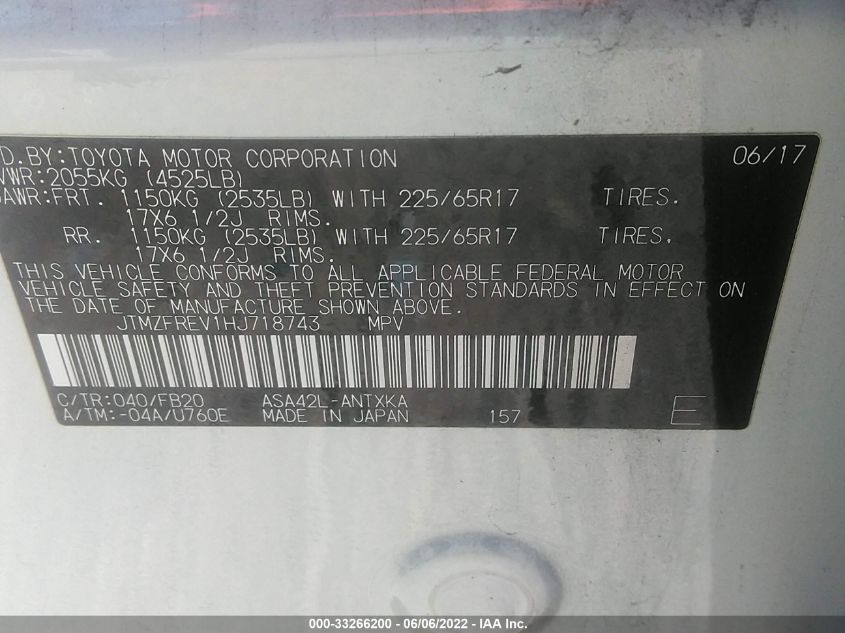 D. BY: TOYOTA MOTOR CORPORATION 06/17
VWR: 2055KG (4525LB)
AWR: FRT. 1150KG (2535LB) WITH 225/65R17 TIRES.
17X6 1/2J RIMS.
RR. 1150KG (2535LB) WITH 225/65R17 TIRES.
17X6 1/2J RIMS.
THIS VEHICLE CONFORMS TO ALL APPLICABLE FEDERAL MOTOR
VEHICLE SAFETY AND THEFT PREVENTION STANDARDS IN EFFECT ON
THE DATE OF MANUFACTURE SHOWN ABOVE.
JTMZFREV1HJ718743 MPV
C/TR: 040/FB20 ASA42L-ANTXKA
A/TM: -04A/U760E MADE IN JAPAN 157 E
000-33266200 - 06/06/2022 - IAA Inc.